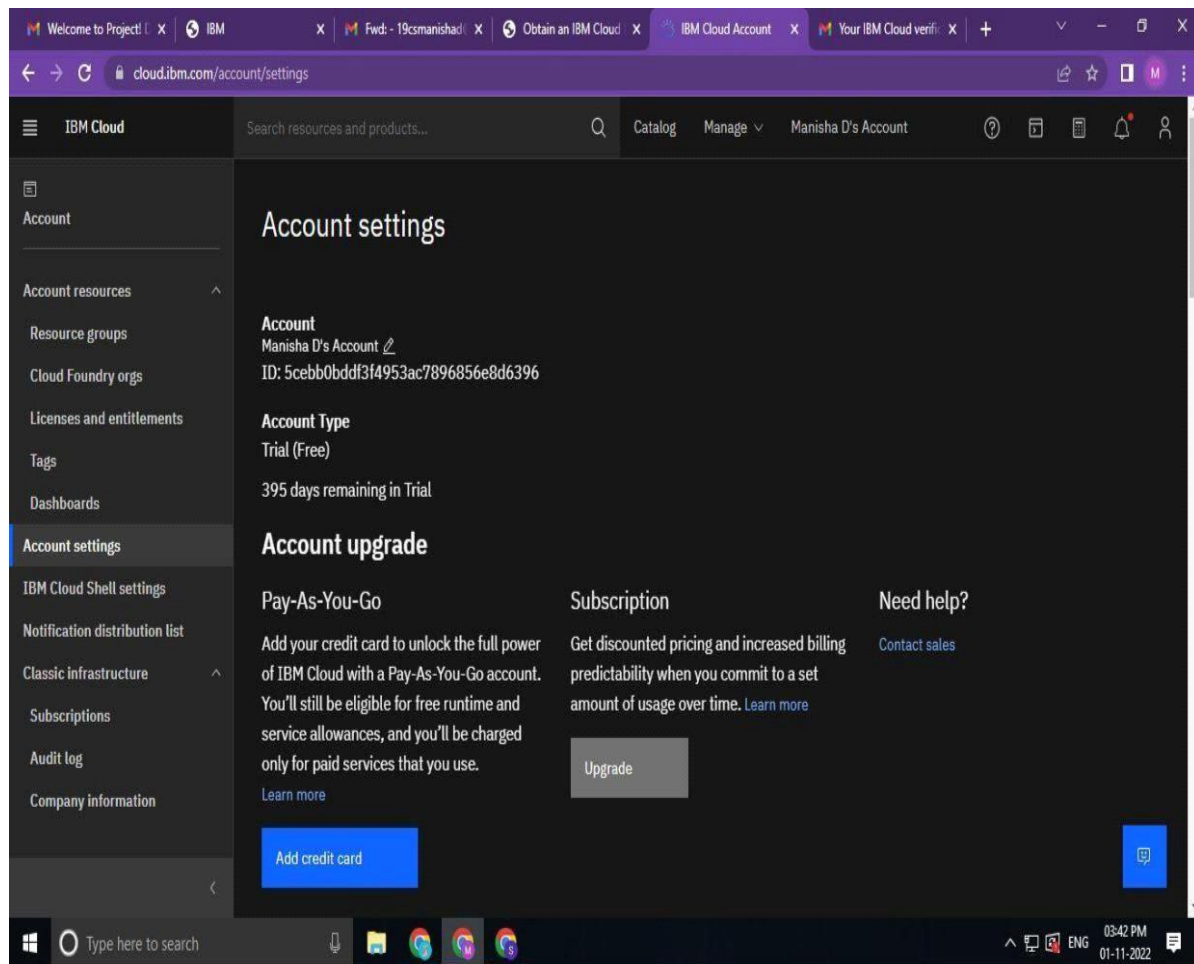 Welcome to Project!
IBM
Fwd: - 19csmanishad
Obtain an IBM Cloud
IBM Cloud Account
Your IBM Cloud verific
cloud.ibm.com/account/settings
M
IBM Cloud
Search resources and products...
Catalog
Manage
Manisha D's Account
Account
Account resources
Resource groups
Cloud Foundry orgs
Licenses and entitlements
Tags
Dashboards
Account settings
IBM Cloud Shell settings
Notification distribution list
Classic infrastructure
Subscriptions
Audit log
Company information
Account settings
Account
Manisha D's Account
ID: 5cebb0bddf3f4953ac7896856e8d6396
Account Type
Trial (Free)
395 days remaining in Trial
Account upgrade
Pay-As-You-Go
Add your credit card to unlock the full power
of IBM Cloud with a Pay-As-You-Go account.
You'll still be eligible for free runtime and
service allowances, and you'll be charged
only for paid services that you use.
Learn more
Add credit card
Subscription
Get discounted pricing and increased billing
predictability when you commit to a set
amount of usage over time. Learn more
Upgrade
Need help?
Contact sales
Type here to search
ENG
03:42 PM
01-11-2022